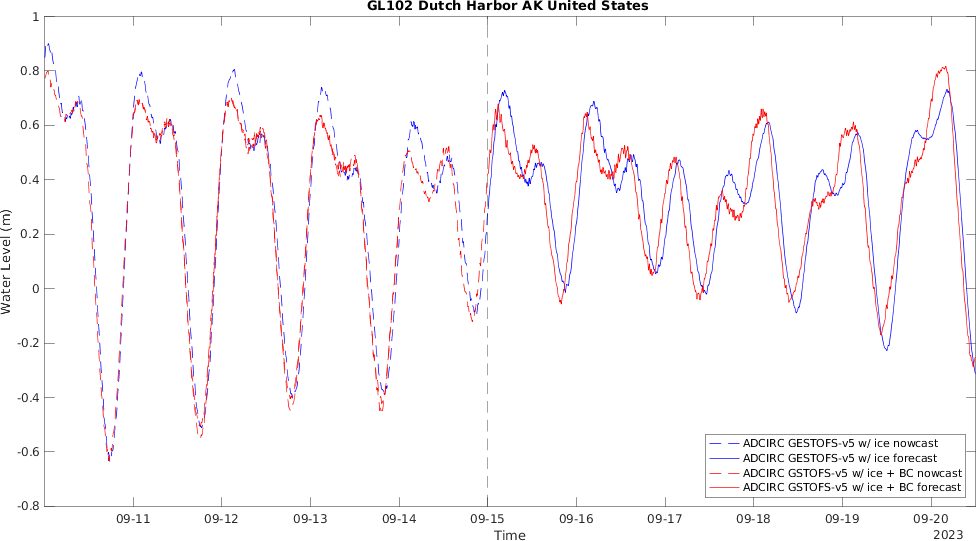 GL102 Dutch Harbor AK United States
1
0.8
0.6
0.4
0.2
0
-0.2
-0.4
-0.6
-0.8
Water Level (m)
ADCIRC GESTOFS-v5 w/ ice nowcast
ADCIRC GESTOFS-v5 w/ ice forecast
ADCIRC GSTOFS-v5 w/ ice + BC nowcast
ADCIRC GSTOFS-v5 w/ ice + BC forecast
09-11 09-12 09-13 09-14 09-15 09-16 09-17 09-18 09-19 09-20
Time
2023